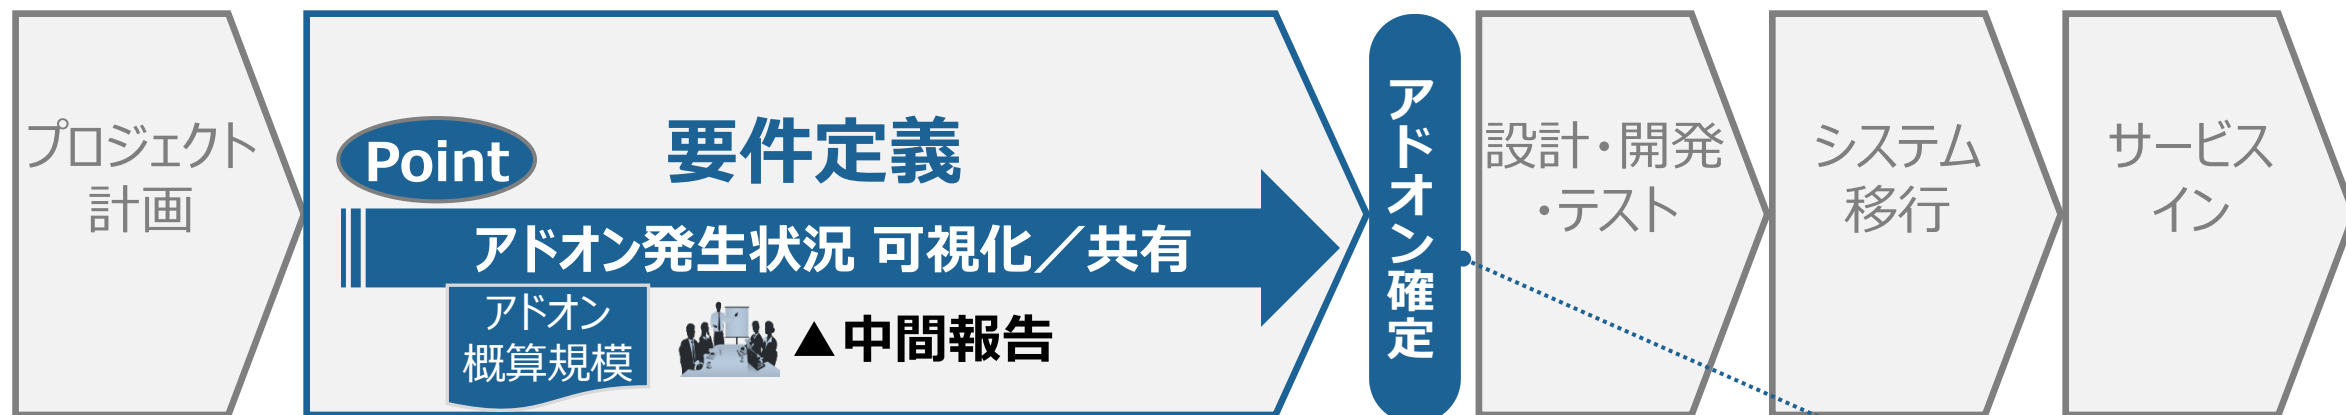 プロジェクト
計画
Point
要件定義
アドオン発生状況 可視化／共有
アドオン
概算規模
▲中間報告
アドオン確定
設計・開発
・テスト
システム
移行
サービス
イン